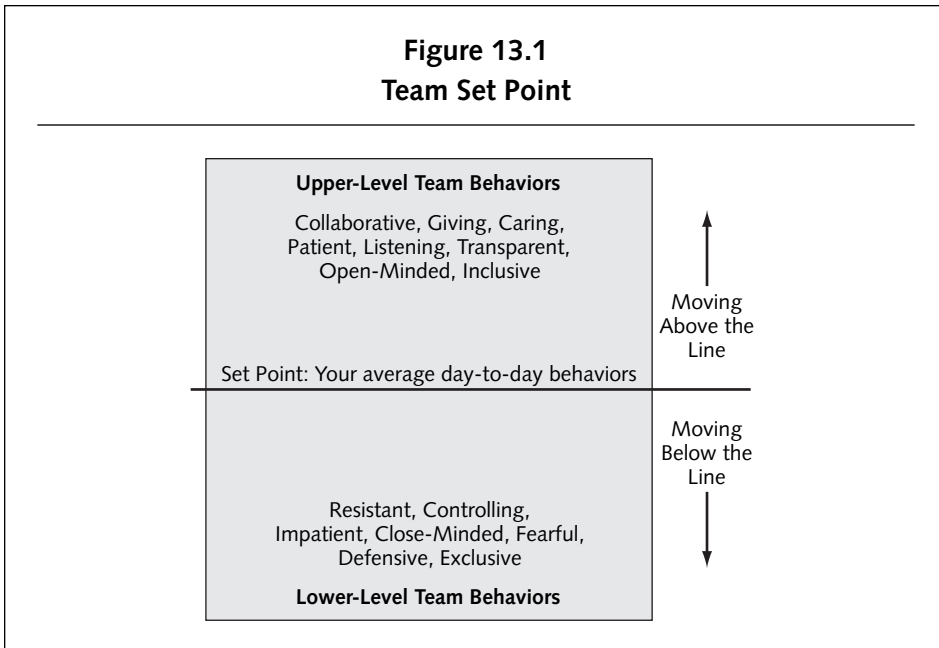 Figure 13.1
Team Set Point
Upper-Level Team Behaviors
Collaborative, Giving, Caring,
Patient, Listening, Transparent,
Open-Minded, Inclusive
Moving
Above the
Line
Set Point: Your average day-to-day behaviors
Moving
Below the
Line
Resistant, Controlling,
Impatient, Close-Minded, Fearful,
Defensive, Exclusive
Lower-Level Team Behaviors